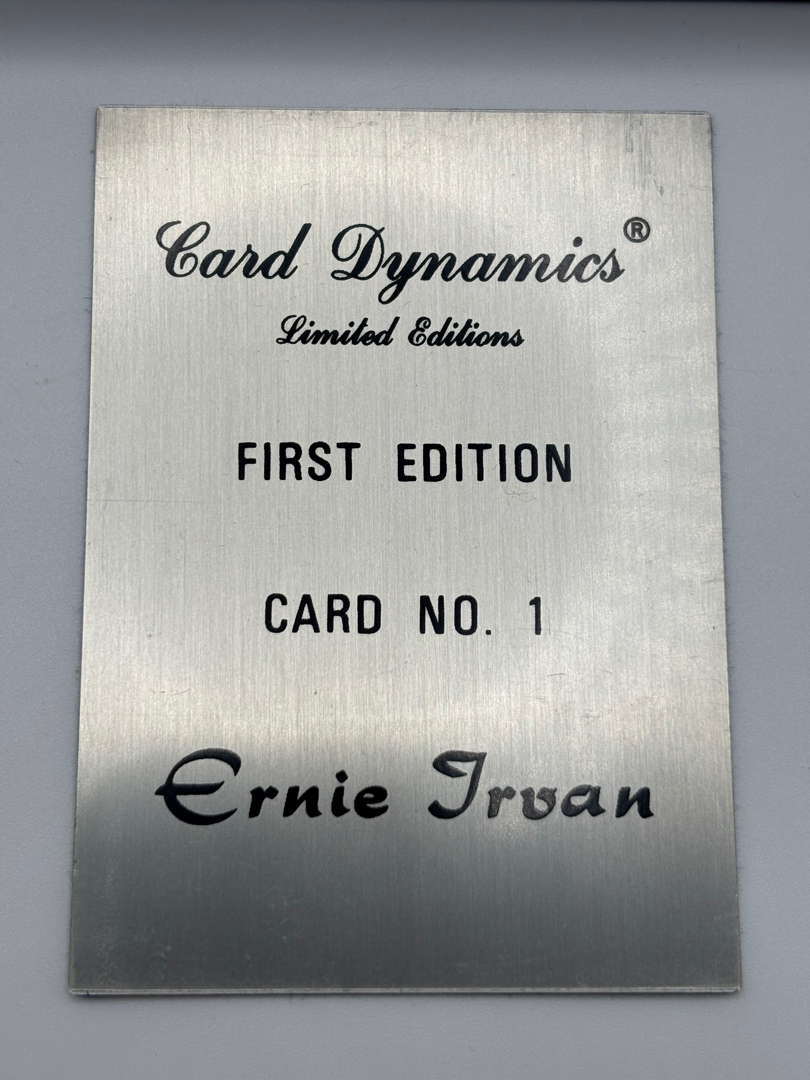 Card Dynamics®
Limited Editions
FIRST EDITION
CARD NO. 1
Ernie Irvan